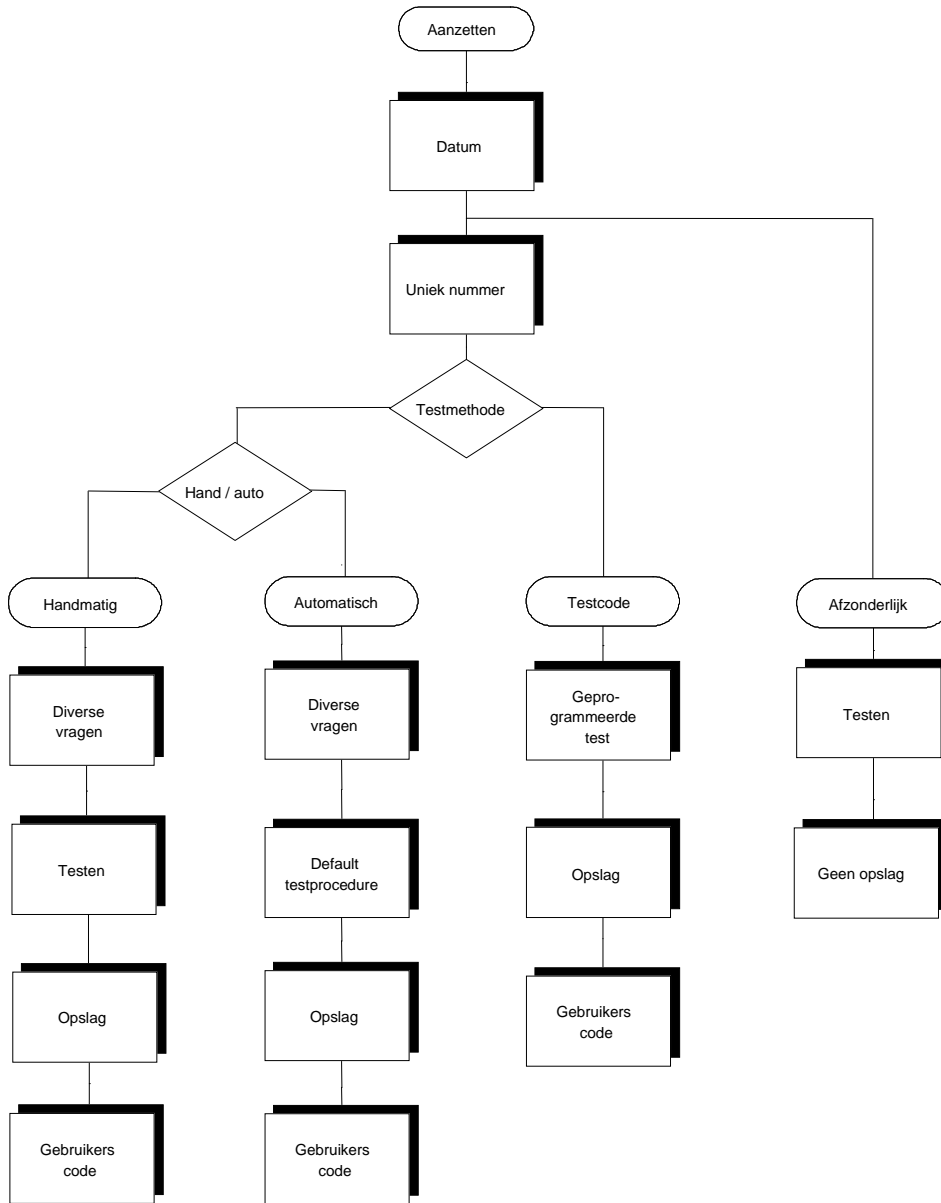 Aanzetten
Datum
Uniek nummer
Testmethode
Hand / auto
Handmatig
Automatisch
Testcode
Afzonderlijk
Diverse
vragen
Diverse
vragen
Gepro-
grammeerde
test
Testen
Testen
Default
testprocedure
Opslag
Geen opslag
Opslag
Opslag
Gebruikers
code
Gebruikers
code
Gebruikers
code